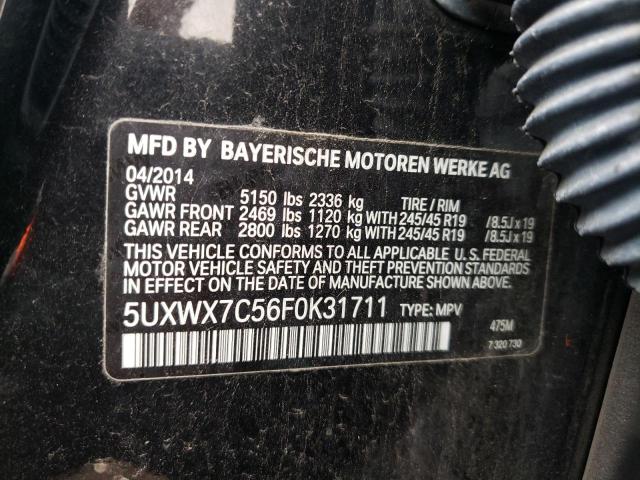 MFD BY BAYERISCHE MOTOREN WERKE AG
04/2014
GVWR 5150 lbs 2336 kg TIRE / RIM
GAWR FRONT 2469 lbs 1120 kg WITH 245/45 R19 /8.5J x 19
GAWR REAR 2800 lbs 1270 kg WITH 245/45 R19 /8.5J x 19
THIS VEHICLE CONFORMS TO ALL APPLICABLE U. S. FEDERAL
MOTOR VEHICLE SAFETY AND THEFT PREVENTION STANDARDS
IN EFFECT ON THE DATE OF MANUFACTURE SHOWN ABOVE.
5UXWX7C56F0K31711 TYPE: MPV
475M
7 320 730